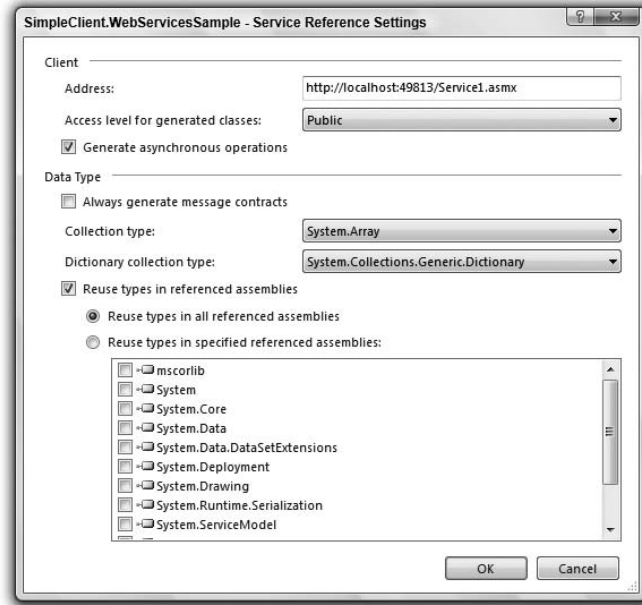 SimpleClient.WebServicesSample - Service Reference Settings
Client
Address: http://localhost:49813/Service1.asmx
Access level for generated classes: Public
Generate asynchronous operations
Data Type
Always generate message contracts
Collection type: System.Array
Dictionary collection type: System.Collections.Generic.Dictionary
Reuse types in referenced assemblies
Reuse types in all referenced assemblies
Reuse types in specified referenced assemblies:
mscorlib
System
System.Core
System.Data
System.Data.DataSetExtensions
System.Deployment
System.Drawing
System.Runtime.Serialization
System.ServiceModel
OK Cancel